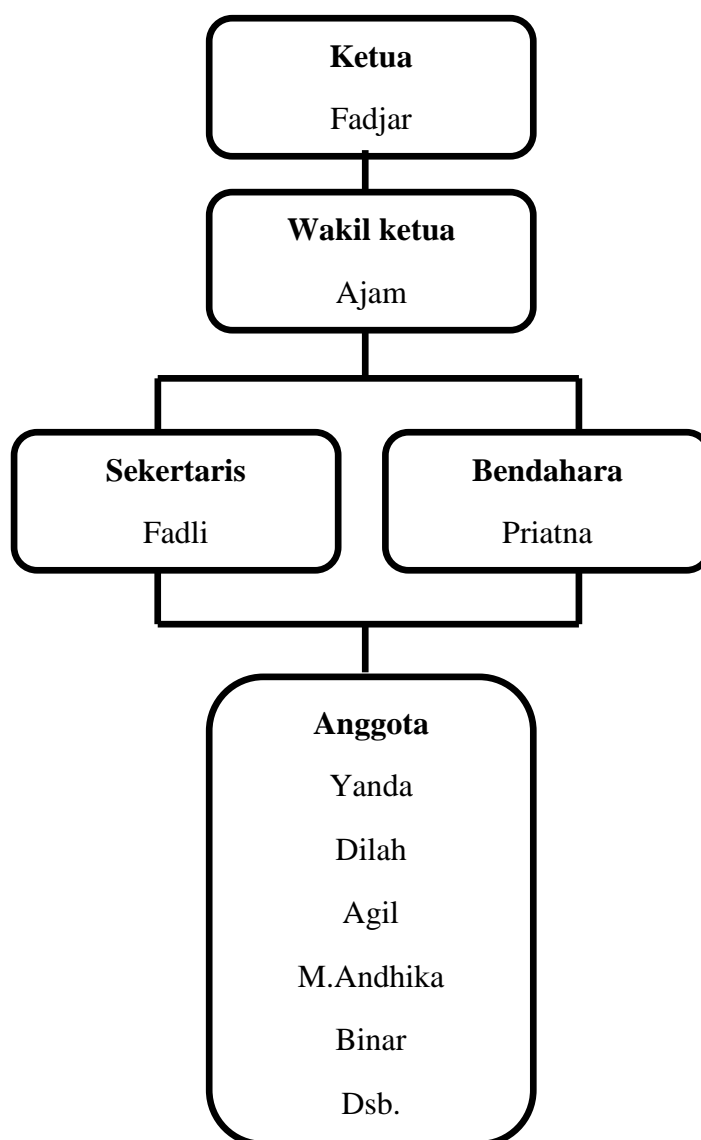 Ketua
Fadjar
Wakil ketua
Ajam
Sekertaris
Fadli
Bendahara
Priatna
Anggota
Yanda
Dilah
Agil
M.Andhika
Binar
Dsb.